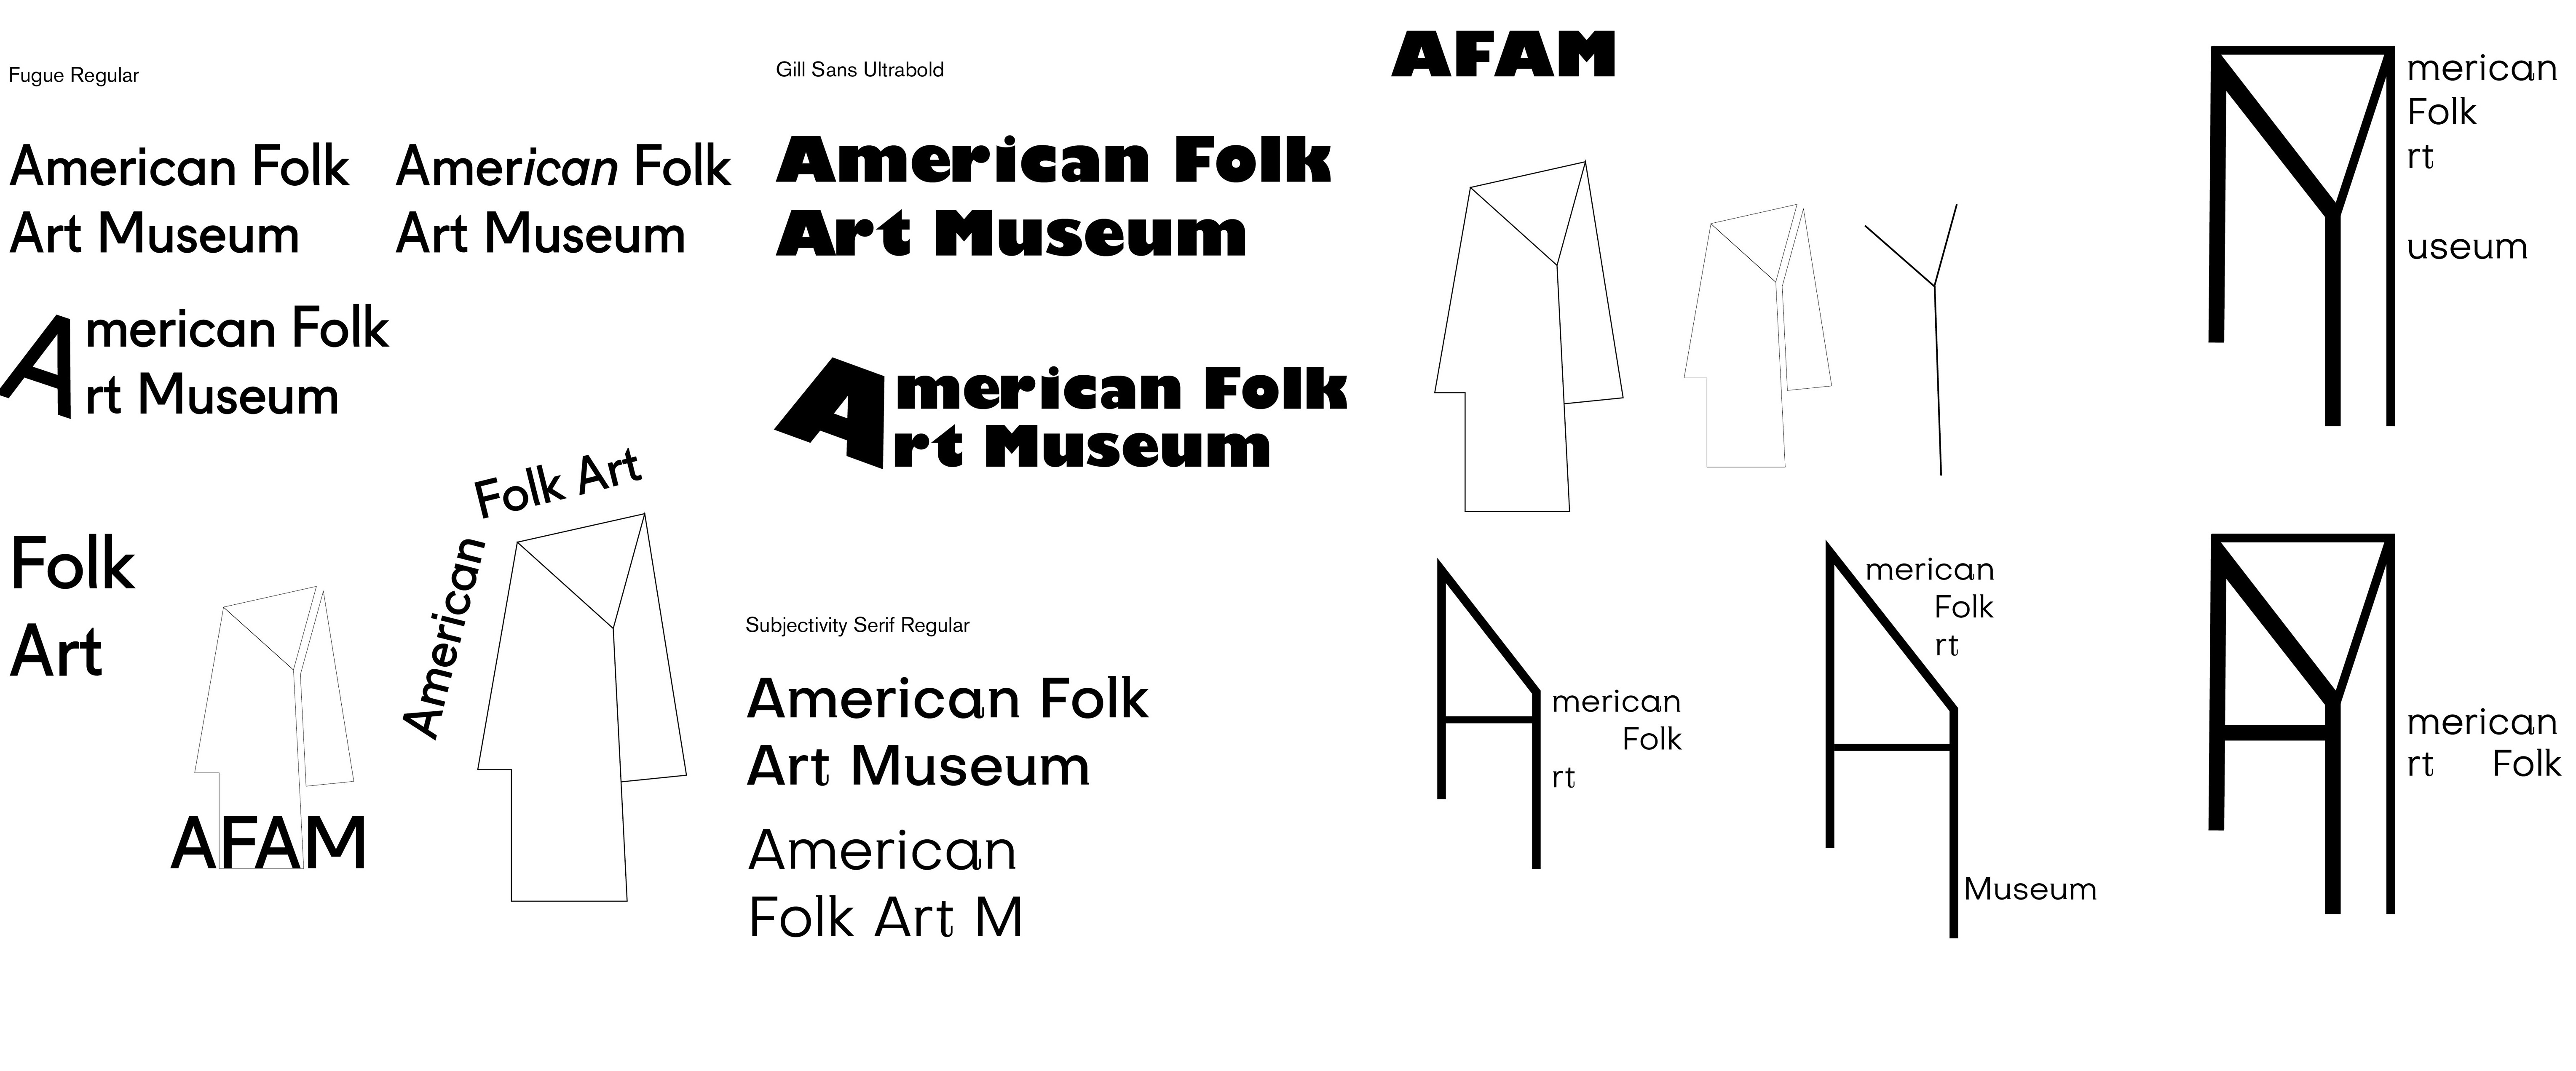 Fugue Regular
American Folk
Art Museum
American Folk
Art Museum
American Folk
Art Museum
Folk
Art
AFAM
American
Folk Art
Gill Sans Ultrabold
American Folk
Art Museum
American Folk
rt Museum
Subjectivity Serif Regular
American Folk
Art Museum
American
Folk Art M
AFAM
merican
Folk
rt
merican
Folk
rt
Museum
merican
Folk
rt
useum
merican
rt Folk